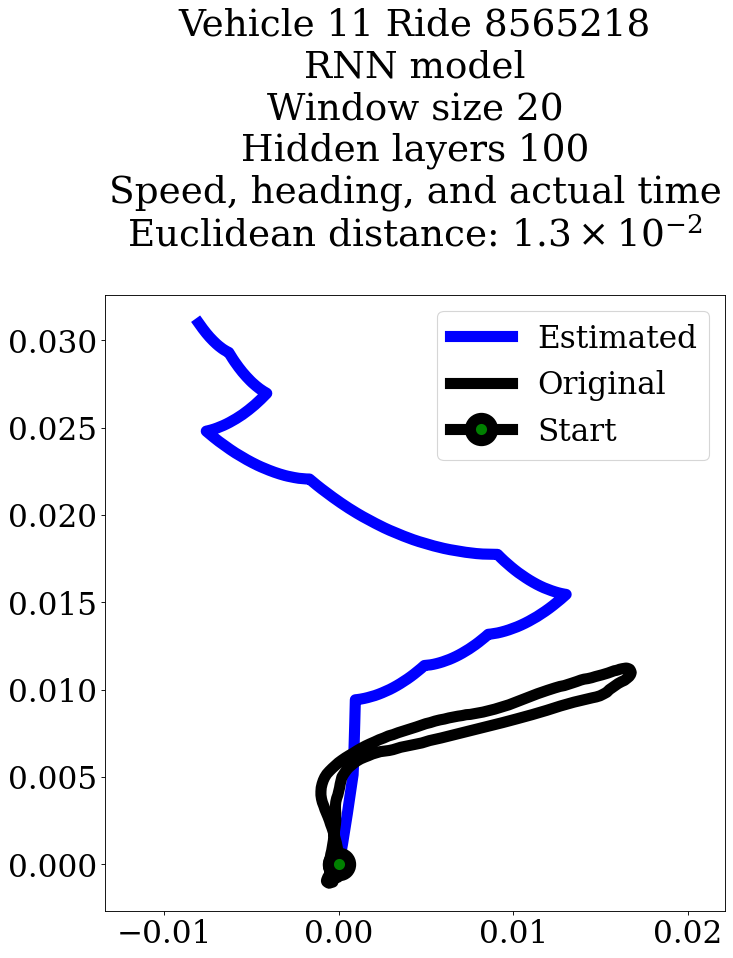 Vehicle 11 Ride 8565218
RNN model
Window size 20
Hidden layers 100
Speed, heading, and actual time
Euclidean distance: 1.3 × 10⁻²
Estimated
Original
Start
0.030
0.025
0.020
0.015
0.010
0.005
0.000
−0.01 0.00 0.01 0.02